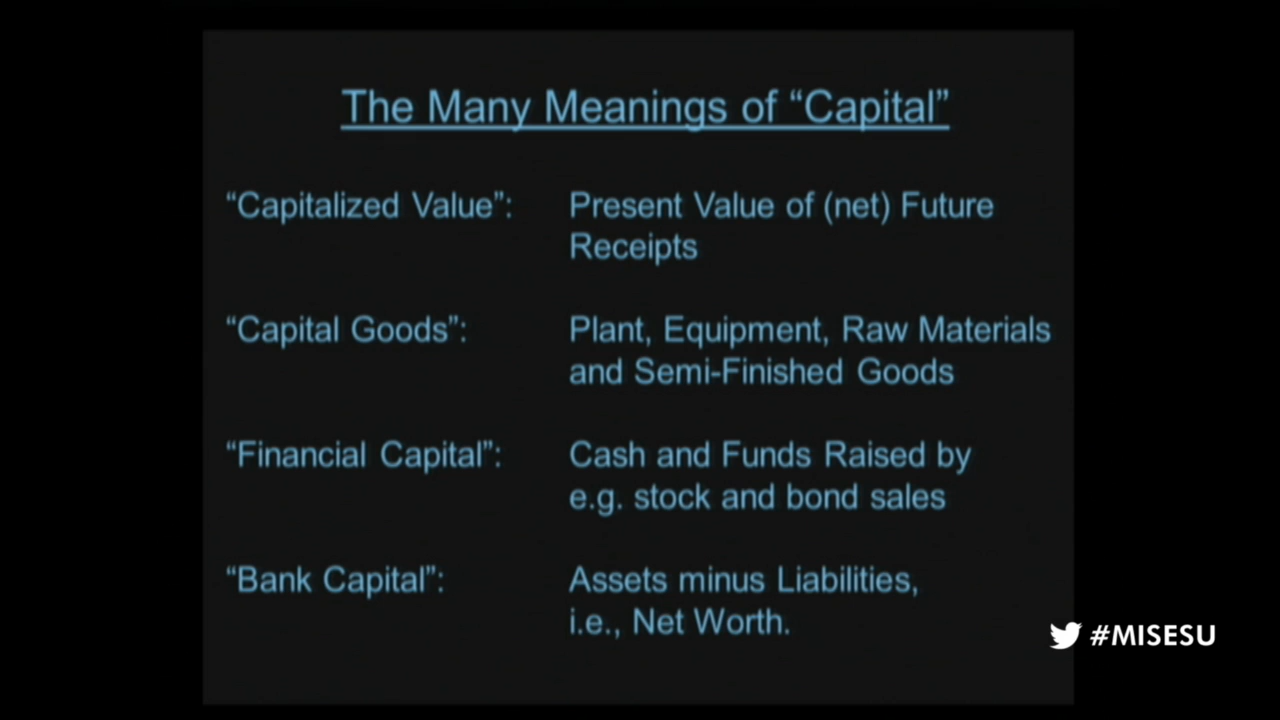 The Many Meanings of “Capital”
“Capitalized Value”: Present Value of (net) Future
Receipts
“Capital Goods”: Plant, Equipment, Raw Materials
and Semi-Finished Goods
“Financial Capital”: Cash and Funds Raised by
e.g. stock and bond sales
“Bank Capital”: Assets minus Liabilities,
i.e., Net Worth.
#MISESU